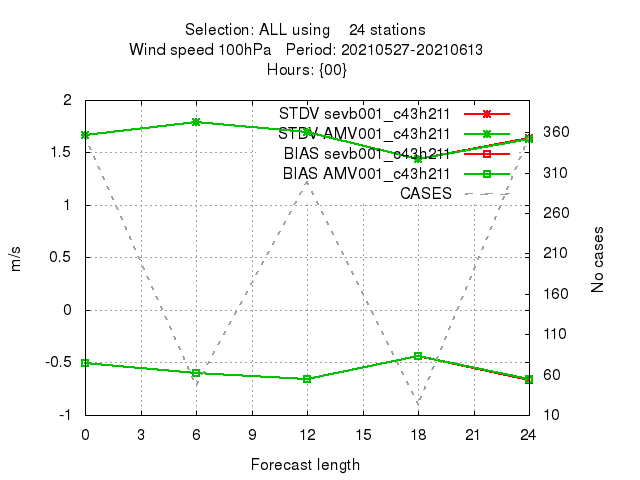 Selection: ALL using    24 stations
Wind speed 100hPa   Period: 20210527-20210613
Hours: {00}
STDV sevb001_c43h211
STDV AMV001_c43h211
BIAS sevb001_c43h211
BIAS AMV001_c43h211
CASES
2
1.5
1
0.5
0
-0.5
-1
m/s
360
310
260
210
160
110
60
10
No cases
0 3 6 9 12 15 18 21 24
Forecast length